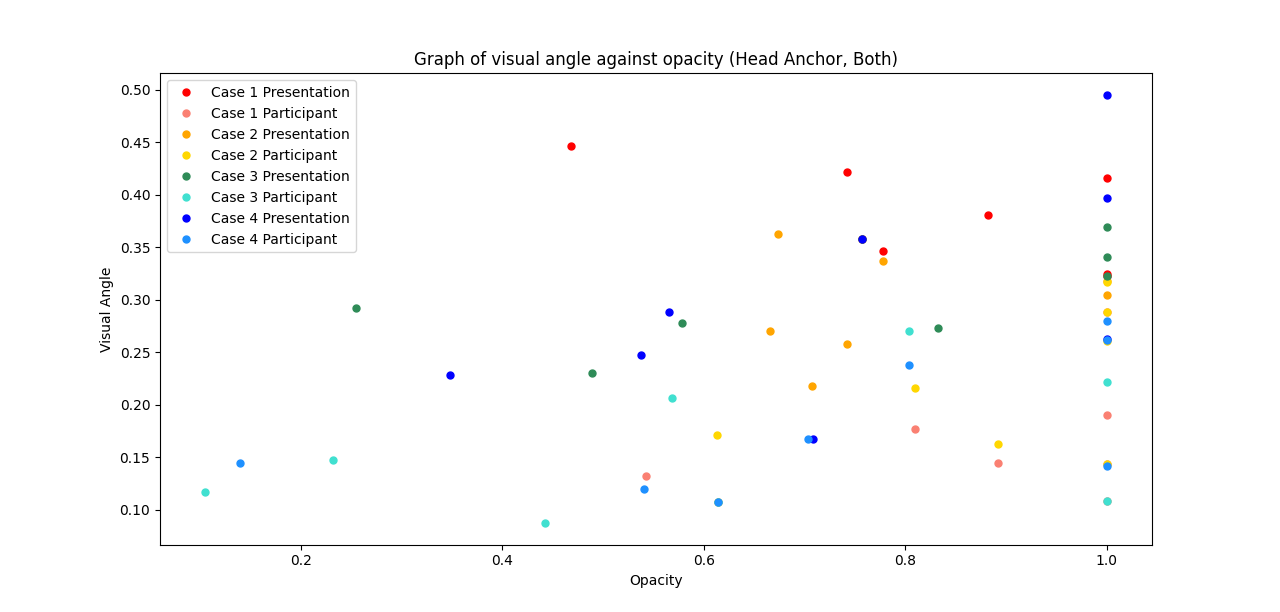 Graph of visual angle against opacity (Head Anchor, Both)
0.50
0.45
0.40
0.35
0.30
0.25
0.20
0.15
0.10
Visual Angle
Case 1 Presentation
Case 1 Participant
Case 2 Presentation
Case 2 Participant
Case 3 Presentation
Case 3 Participant
Case 4 Presentation
Case 4 Participant
0.2 0.4 0.6 0.8 1.0
Opacity